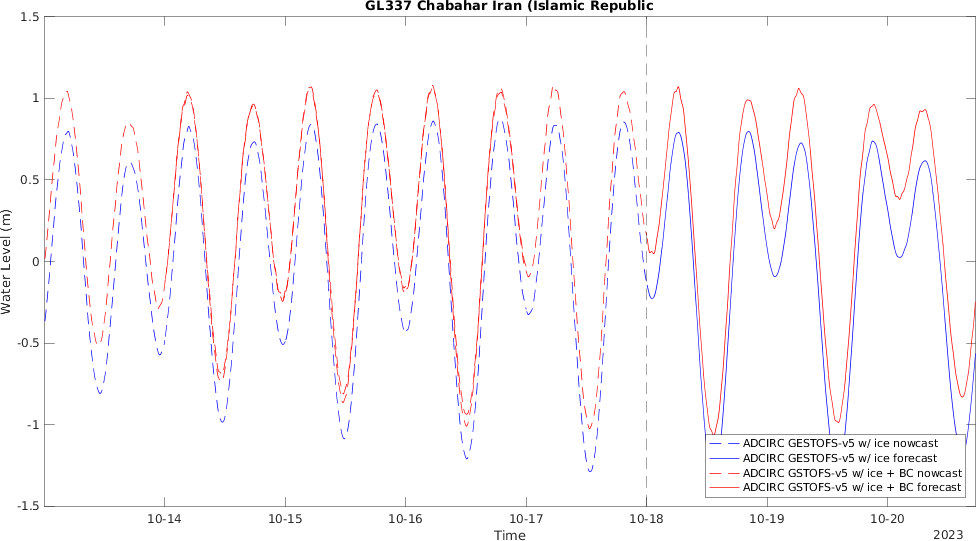 GL337 Chabahar Iran (Islamic Republic
1.5
1
0.5
0
-0.5
-1
-1.5
Water Level (m)
10-14
10-15
10-16
10-17
10-18
10-19
10-20
Time
2023
ADCIRC GESTOFS-v5 w/ ice nowcast
ADCIRC GESTOFS-v5 w/ ice forecast
ADCIRC GSTOFS-v5 w/ ice + BC nowcast
ADCIRC GSTOFS-v5 w/ ice + BC forecast